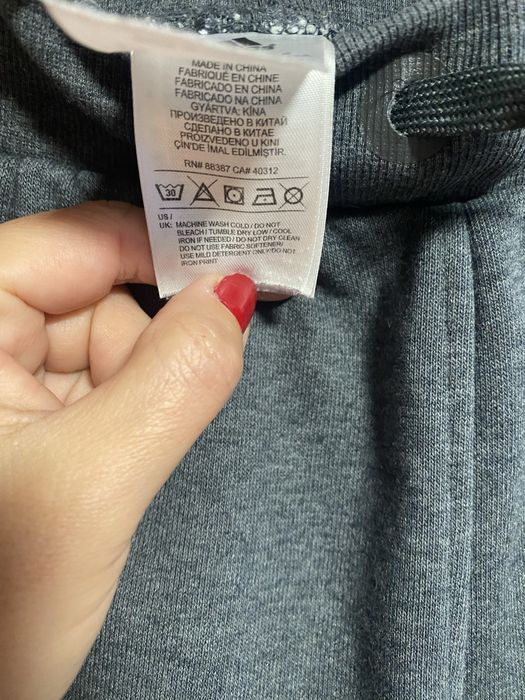 MADE IN CHINA
FABRIQUÉ EN CHINE
FABRICADO EN CHINA
FABRICADO NA CHINA
GYÁRTVA: KÍNA
ПРОИЗВЕДЕНО В КИТАЙ
СДЕЛАНО В КИТАЕ
PROIZVEDENO U KINI
ÇİN'DE İMAL EDİLMİŞTİR.
RN# 88387 CA# 40312
30
US /
UK: MACHINE WASH COLD / DO NOT
BLEACH / TUMBLE DRY LOW / COOL
IRON IF NEEDED / DO NOT DRY CLEAN
DO NOT USE FABRIC SOFTENER/
USE MILD DETERGENT ONLY/DO NOT
IRON PRINT